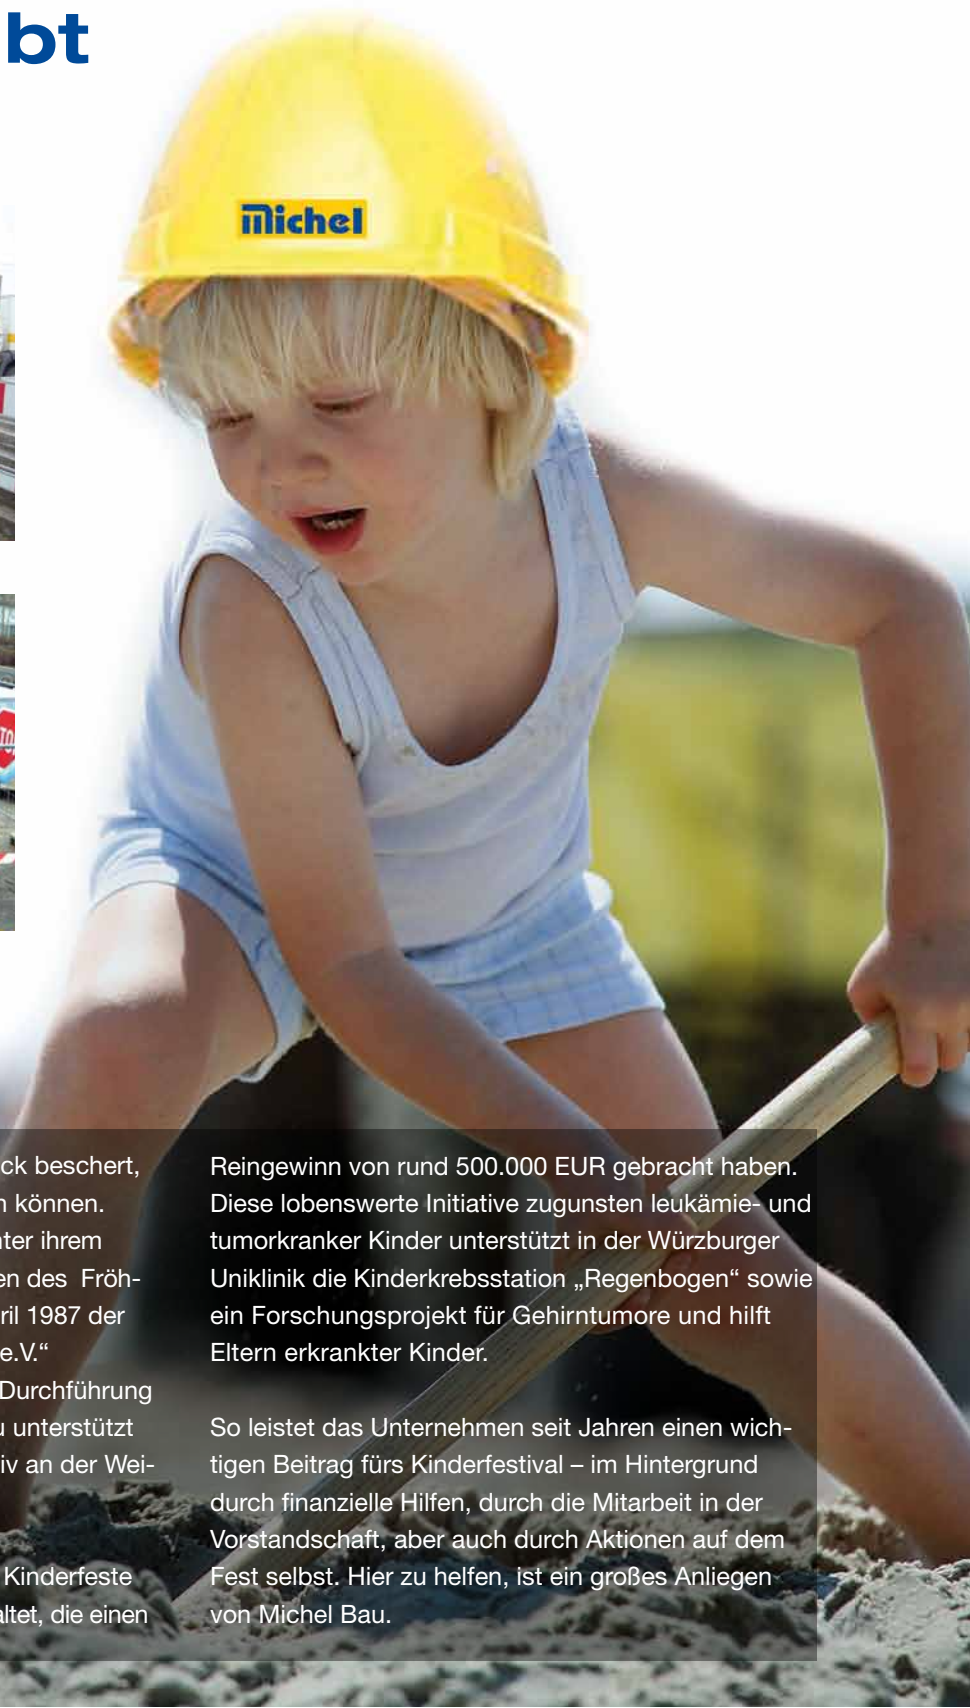 bt
michel
ck beschert,
n können.
nter ihrem
en des Fröh-
ril 1987 der
e.V.“
Durchführung
u unterstützt
iv an der Wei-
Kinderfeste
altet, die einen
Reingewinn von rund 500.000 EUR gebracht haben.
Diese lobenswerte Initiative zugunsten leukämie- und
tumorkranker Kinder unterstützt in der Würzburger
Uniklinik die Kinderkrebsstation „Regenbogen“ sowie
ein Forschungsprojekt für Gehirntumore und hilft
Eltern erkrankter Kinder.
So leistet das Unternehmen seit Jahren einen wich-
tigen Beitrag fürs Kinderfestival – im Hintergrund
durch finanzielle Hilfen, durch die Mitarbeit in der
Vorstandschaft, aber auch durch Aktionen auf dem
Fest selbst. Hier zu helfen, ist ein großes Anliegen
von Michel Bau.